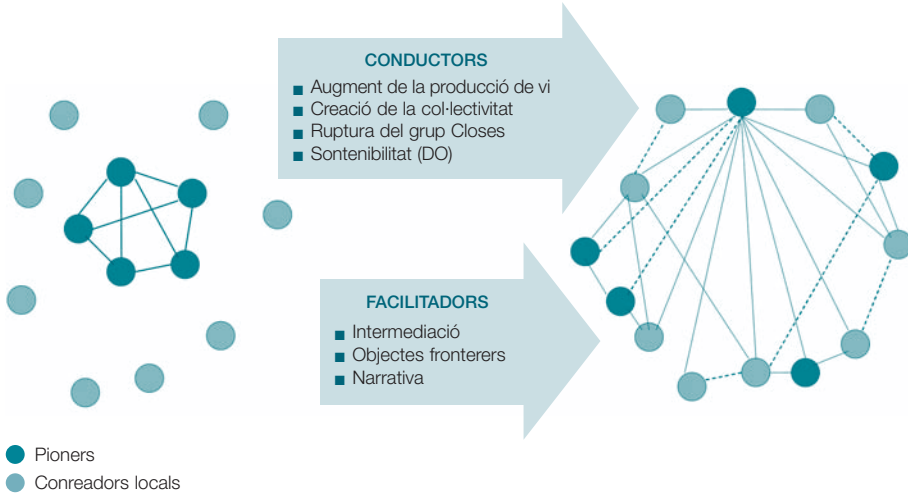 CONDUCTORS
■ Augment de la producció de vi
■ Creació de la col·lectivitat
■ Ruptura del grup Closes
■ Sontenibilitat (DO)
FACILITADORS
■ Intermediació
■ Objectes fronterers
■ Narrativa
Pioners
Conreadors locals